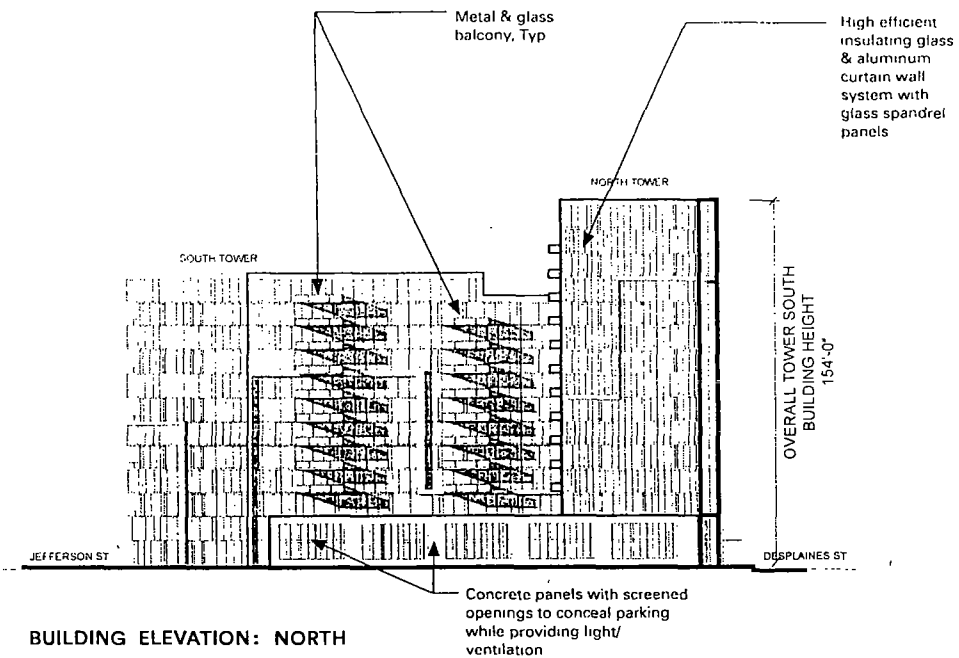 Metal & glass
balcony, Typ
High efficient
insulating glass
& aluminum
curtain wall
system with
glass spandrel
panels
NORTH TOWER
SOUTH TOWER
OVERALL TOWER SOUTH
BUILDING HEIGHT
154'-0"
JEFFERSON ST
DESPLAINES ST
Concrete panels with screened
openings to conceal parking
while providing light/
ventilation
BUILDING ELEVATION: NORTH